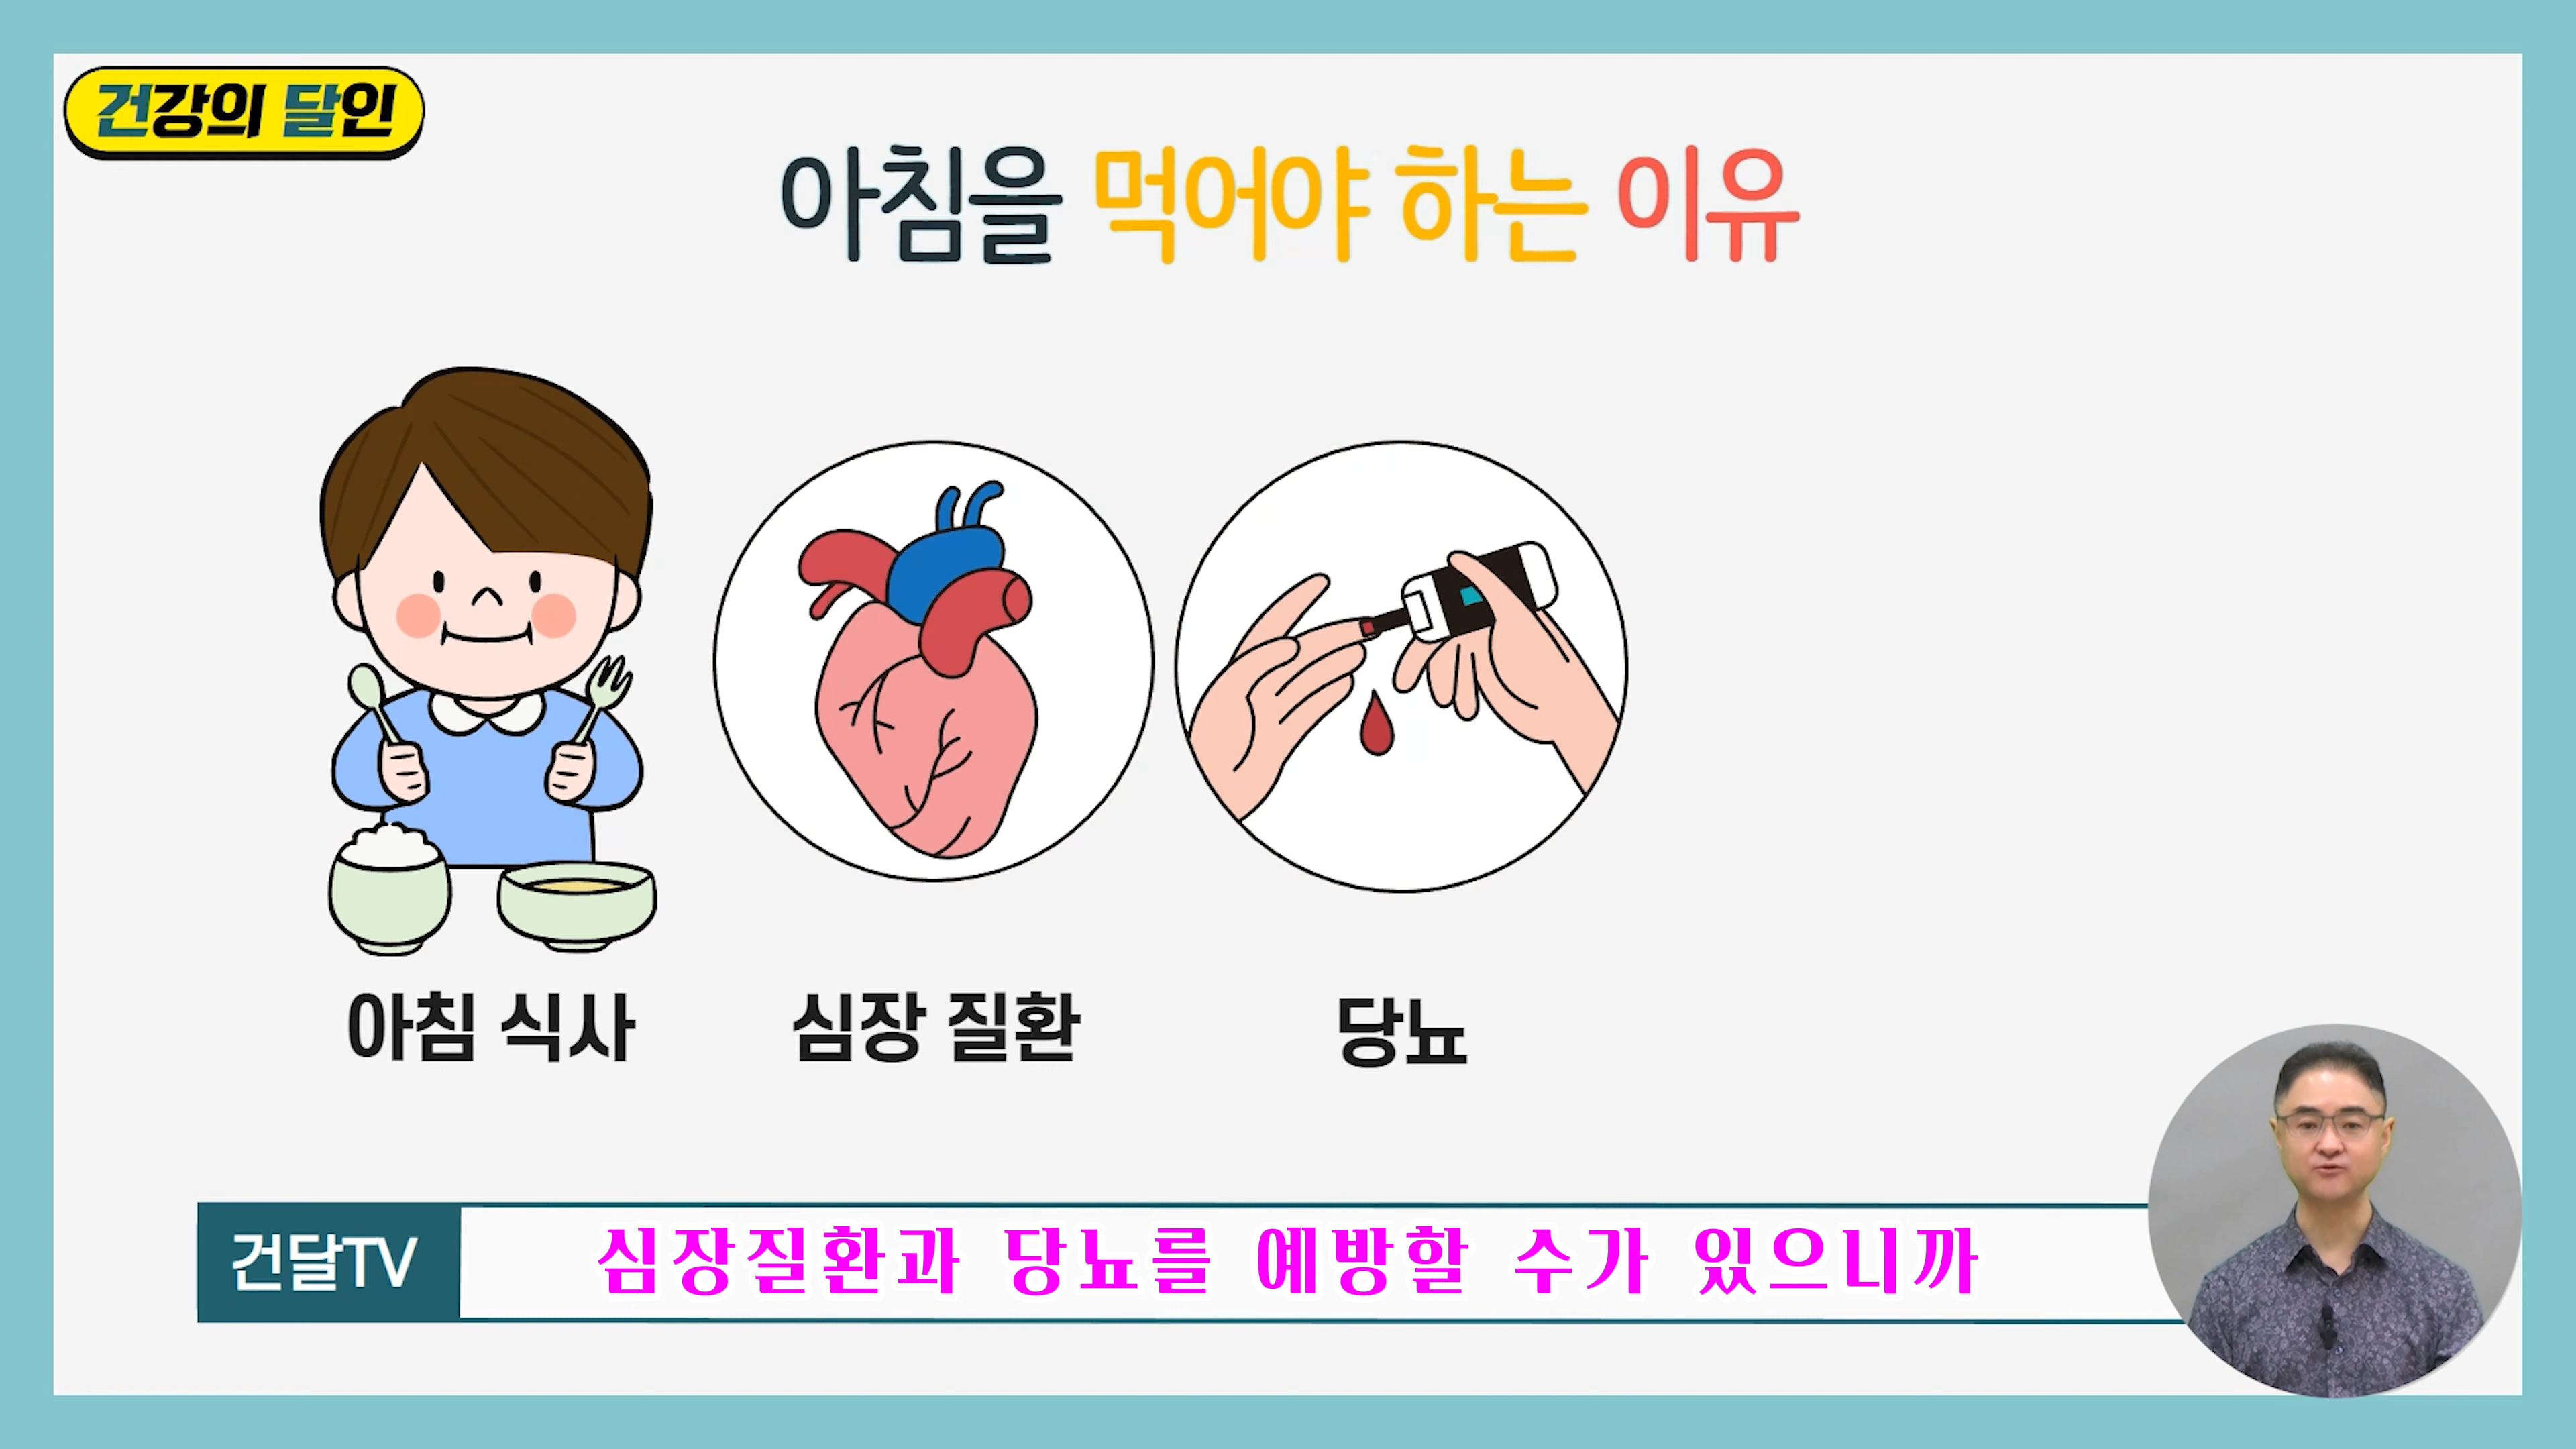 건강의 달인
아침을 먹어야 하는 이유
아침 식사
심장 질환
당뇨
건달TV
심장질환과 당뇨를 예방할 수가 있으니까